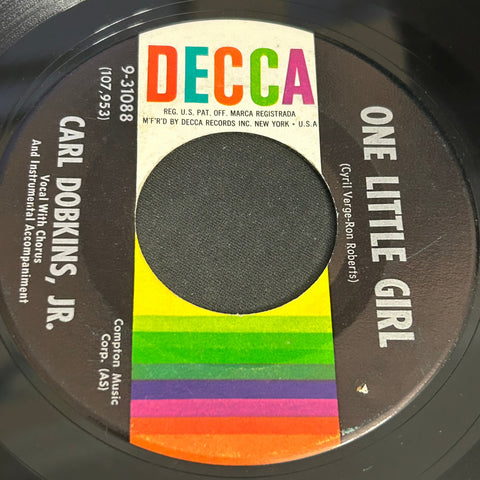 DECCA
REG. U.S. PAT. OFF. MARCA REGISTRADA
M'F'R'D BY DECCA RECORDS INC. NEW YORK • U.S.A
ONE LITTLE GIRL
(Cyril Verge-Ron Roberts)
9-31088
(107,953)
CARL DOBKINS, JR.
Vocal With Chorus
And Instrumental Accompaniment
Compton Music
Corp. (AS)